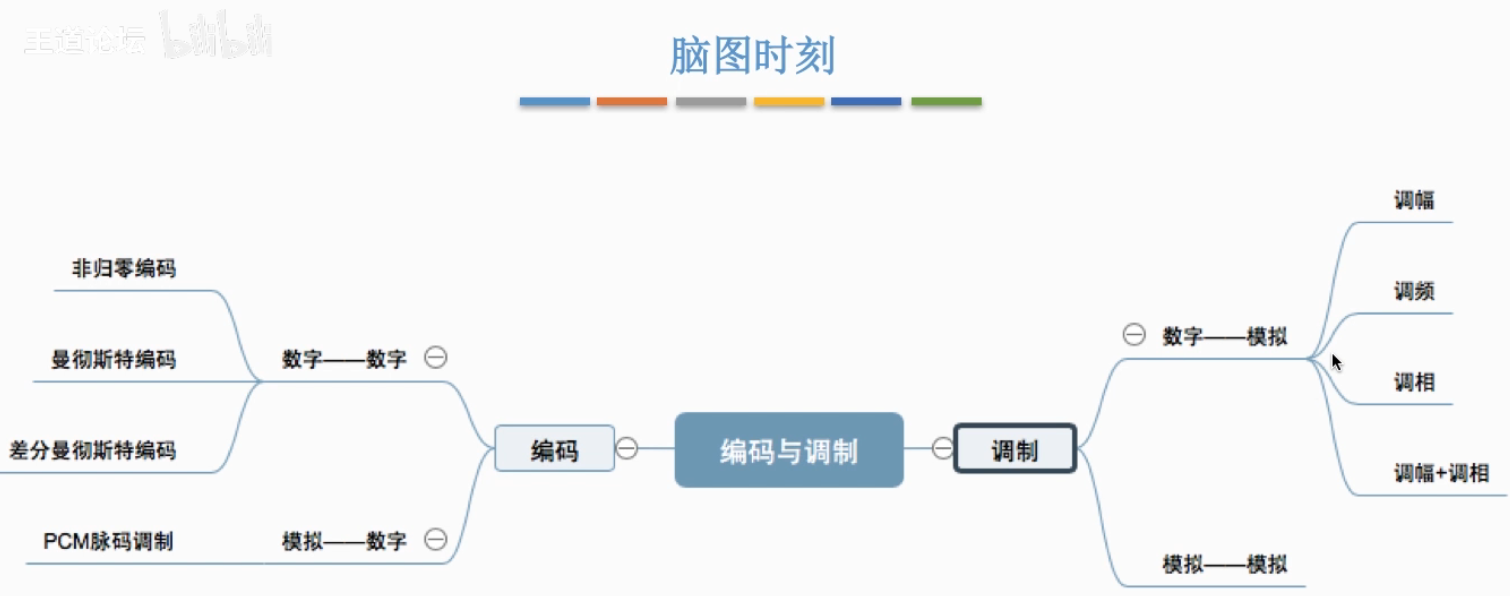 王道论坛 bilibili
脑图时刻
非归零编码
曼彻斯特编码
差分曼彻斯特编码
数字——数字
PCM脉码调制
模拟——数字
编码
编码与调制
调制
数字——模拟
调幅
调频
调相
调幅+调相
模拟——模拟